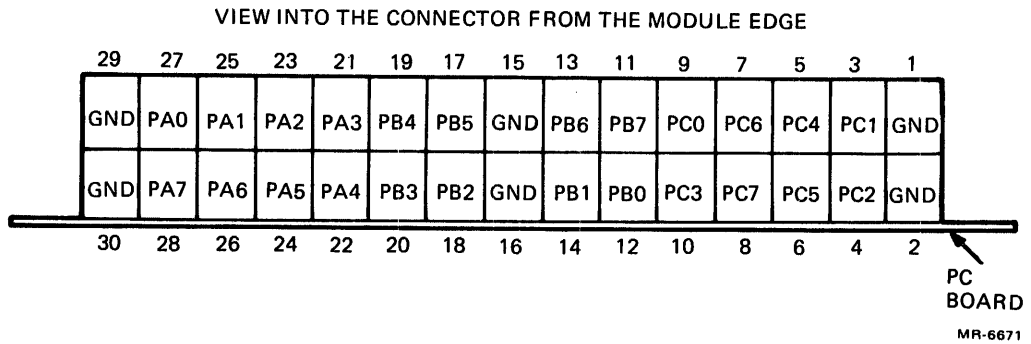 VIEW INTO THE CONNECTOR FROM THE MODULE EDGE
29 27 25 23 21 19 17 15 13 11 9 7 5 3 1
GND PA0 PA1 PA2 PA3 PB4 PB5 GND PB6 PB7 PC0 PC6 PC4 PC1 GND
GND PA7 PA6 PA5 PA4 PB3 PB2 GND PB1 PB0 PC3 PC7 PC5 PC2 GND
30 28 26 24 22 20 18 16 14 12 10 8 6 4 2
PC
BOARD
MR-6671